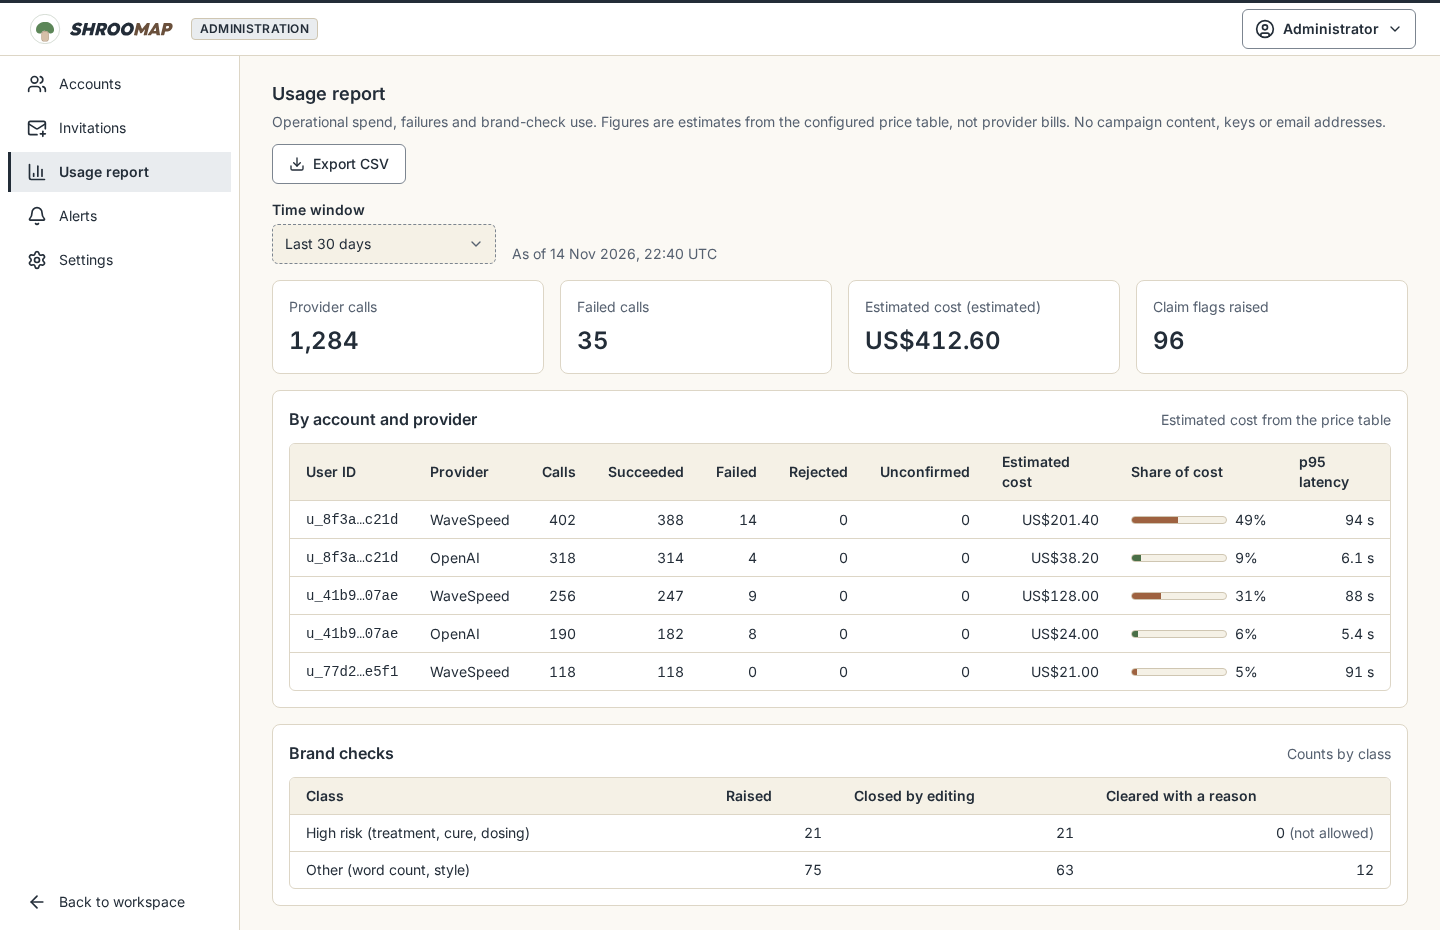 SHROOMAP
ADMINISTRATION
Administrator
Accounts
Invitations
Usage report
Alerts
Settings
Back to workspace
Usage report
Operational spend, failures and brand-check use. Figures are estimates from the configured price table, not provider bills. No campaign content, keys or email addresses.
Export CSV
Time window
Last 30 days
As of 14 Nov 2026, 22:40 UTC
Provider calls
1,284
Failed calls
35
Estimated cost (estimated)
US$412.60
Claim flags raised
96
By account and provider
Estimated cost from the price table
User ID Provider Calls Succeeded Failed Rejected Unconfirmed Estimated cost Share of cost p95 latency
u_8f3a…c21d WaveSpeed 402 388 14 0 0 US$201.40 49% 94 s
u_8f3a…c21d OpenAI 318 314 4 0 0 US$38.20 9% 6.1 s
u_41b9…07ae WaveSpeed 256 247 9 0 0 US$128.00 31% 88 s
u_41b9…07ae OpenAI 190 182 8 0 0 US$24.00 6% 5.4 s
u_77d2…e5f1 WaveSpeed 118 118 0 0 0 US$21.00 5% 91 s
Brand checks
Counts by class
Class Raised Closed by editing Cleared with a reason
High risk (treatment, cure, dosing) 21 21 0 (not allowed)
Other (word count, style) 75 63 12